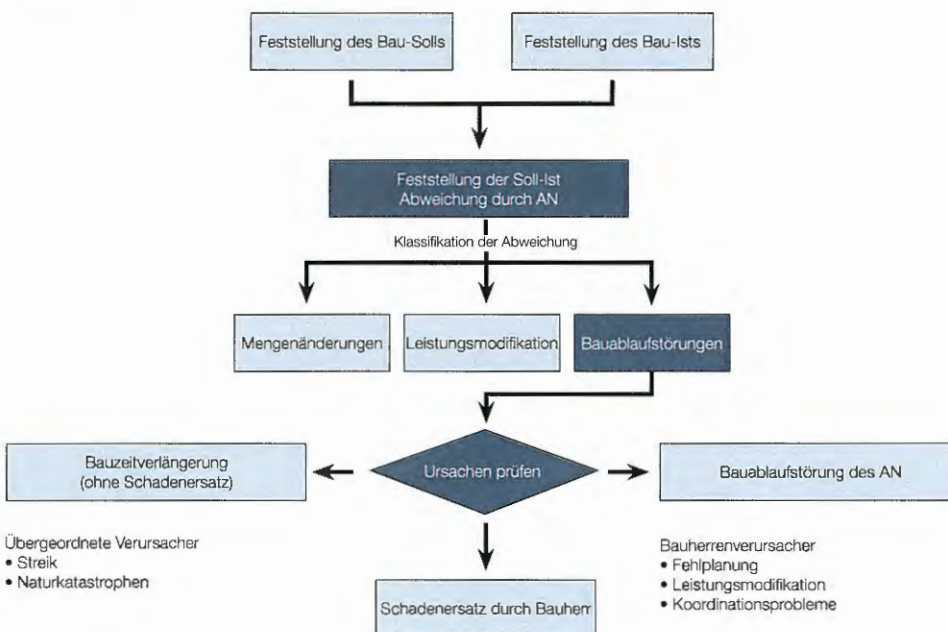 Feststellung des Bau-Solls
Feststellung des Bau-Ists
Feststellung der Soll-Ist
Abweichung durch AN
Klassifikation der Abweichung
Mengenänderungen
Leistungsmodifikation
Bauablaufstörungen
Bauzeitverlängerung
(ohne Schadenersatz)
Ursachen prüfen
Bauablaufstörung des AN
Übergeordnete Verursacher
• Streik
• Naturkatastrophen
Bauherrenverursacher
• Fehlplanung
• Leistungsmodifikation
• Koordinationsprobleme
Schadenersatz durch Bauherr